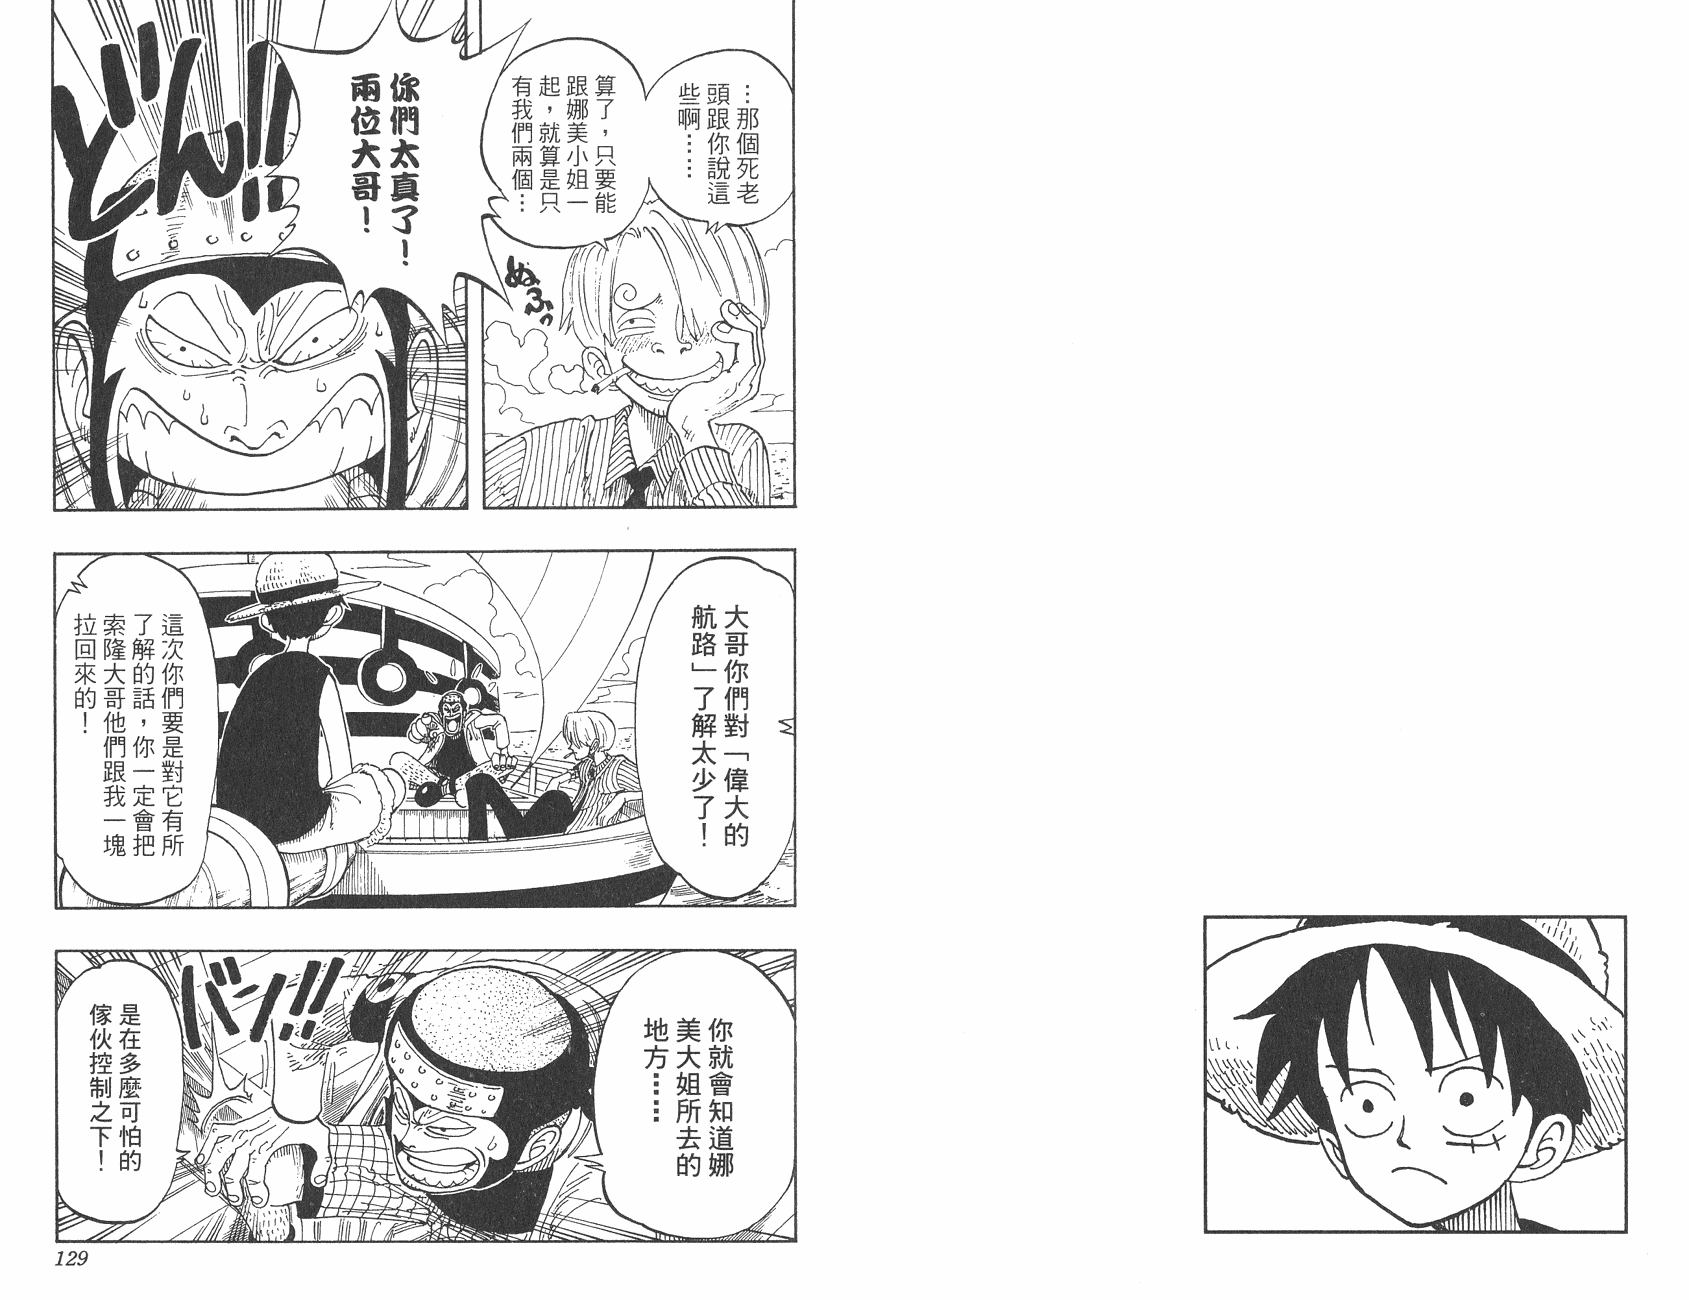 …那個死老
頭跟你說這
些啊……
算了，只要能
跟娜美小姐一
起，就算是只
有我們兩個…
ぬふっ
你們太真了！
兩位大哥！
どん!!
大哥你們對「偉大的
航路」了解太少了！
這次你們要是對它有所
了解的話，你一定會把
索隆大哥他們跟我一塊
拉回來的！
你就會知道娜
美大姐所去的
地方……
バン!!
是在多麼可怕的
傢伙控制之下！
129